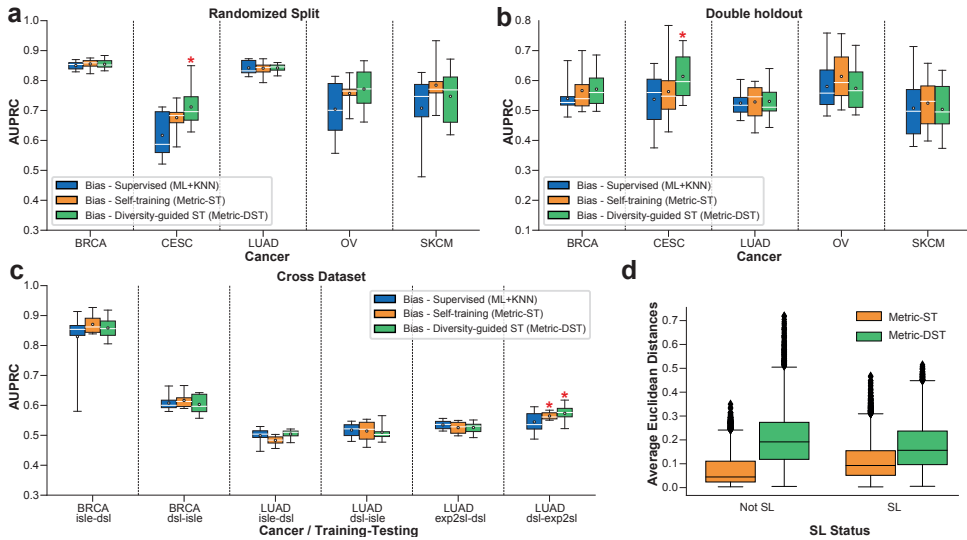 a
Randomized Split
AUPRC
1.0
0.9
0.8
0.7
0.6
0.5
0.4
0.3
*
Bias - Supervised (ML+KNN)
Bias - Self-training (Metric-ST)
Bias - Diversity-guided ST (Metric-DST)
BRCA
CESC
LUAD
OV
SKCM
Cancer
b
Double holdout
AUPRC
0.8
0.7
0.6
0.5
0.4
0.3
0.2
0.1
*
Bias - Supervised (ML+KNN)
Bias - Self-training (Metric-ST)
Bias - Diversity-guided ST (Metric-DST)
BRCA
CESC
LUAD
OV
SKCM
Cancer
c
Cross Dataset
AUPRC
1.0
0.9
0.8
0.7
0.6
0.5
0.4
0.3
Bias - Supervised (ML+KNN)
Bias - Self-training (Metric-ST)
Bias - Diversity-guided ST (Metric-DST)
* *
BRCA
isle-dsl
BRCA
dsl-isle
LUAD
isle-dsl
LUAD
dsl-isle
LUAD
exp2sl-dsl
LUAD
dsl-exp2sl
Cancer / Training-Testing
d
Average Euclidean Distances
0.7
0.6
0.5
0.4
0.3
0.2
0.1
0.0
Metric-ST
Metric-DST
Not SL
SL
SL Status